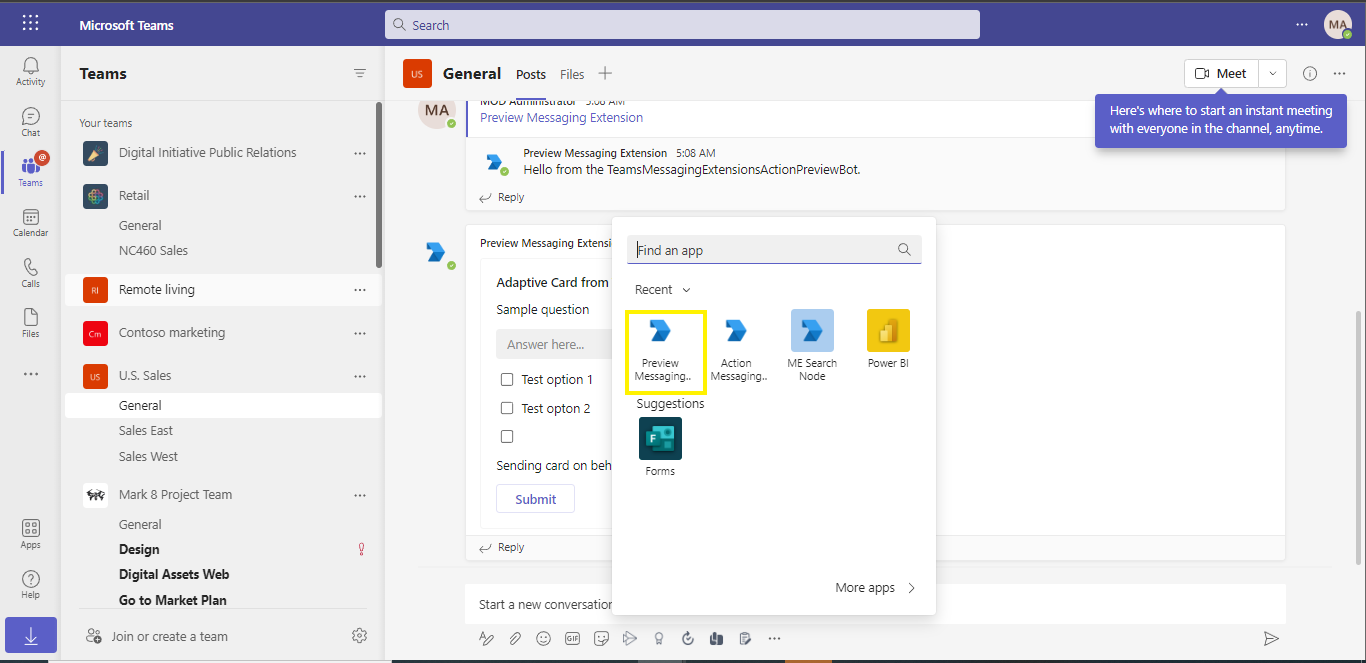 Microsoft Teams
Search
MA
Activity
Chat
@
Teams
Calendar
Calls
Files
Apps
Help
Teams
Your teams
Digital Initiative Public Relations
Retail
General
NC460 Sales
RI
Remote living
Cm
Contoso marketing
US
U.S. Sales
General
Sales East
Sales West
Mark 8 Project Team
General
Design
Digital Assets Web
Go to Market Plan
Join or create a team
US
General
Posts
Files
Meet
Here's where to start an instant meeting
with everyone in the channel, anytime.
MA
MOD Administrator 5:08 AM
Preview Messaging Extension
Preview Messaging Extension 5:08 AM
Hello from the TeamsMessagingExtensionsActionPreviewBot.
Reply
Preview Messaging Extensi
Adaptive Card from
Sample question
Answer here...
Test option 1
Test opton 2
Sending card on beh
Submit
Reply
Find an app
Recent
Preview
Messaging..
Action
Messaging..
ME Search
Node
Power BI
Suggestions
F
Forms
More apps
Start a new conversation
GIF